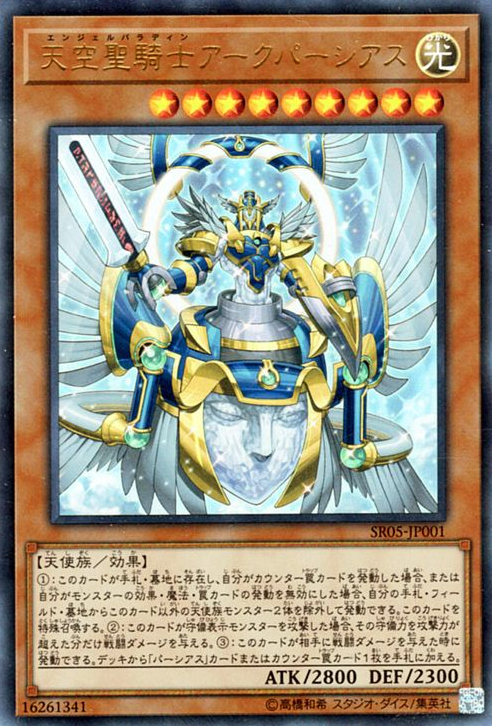 エンジェルパラディン
天空聖騎士アークパーシアス
ひかり
光
SR05-JP001
【天使族／効果】
①:このカードが手札・墓地に存在し、自分がカウンター罠カードを発動した場合、または
自分がモンスターの効果・魔法・罠カードの発動を無効にした場合、自分の手札・フィー
ルド・墓地からこのカード以外の天使族モンスター2体を除外して発動できる。このカードを
特殊召喚する。②:このカードが守備表示モンスターを攻撃した場合、その守備力を攻撃力が
超えた分だけ戦闘ダメージを与える。③:このカードが相手に戦闘ダメージを与えた時に
発動できる。デッキから「パーシアス」カードまたはカウンター罠カード1枚を手札に加える。
ATK/2800 DEF/2300
16261341
©高橋和希 スタジオ・ダイス/集英社